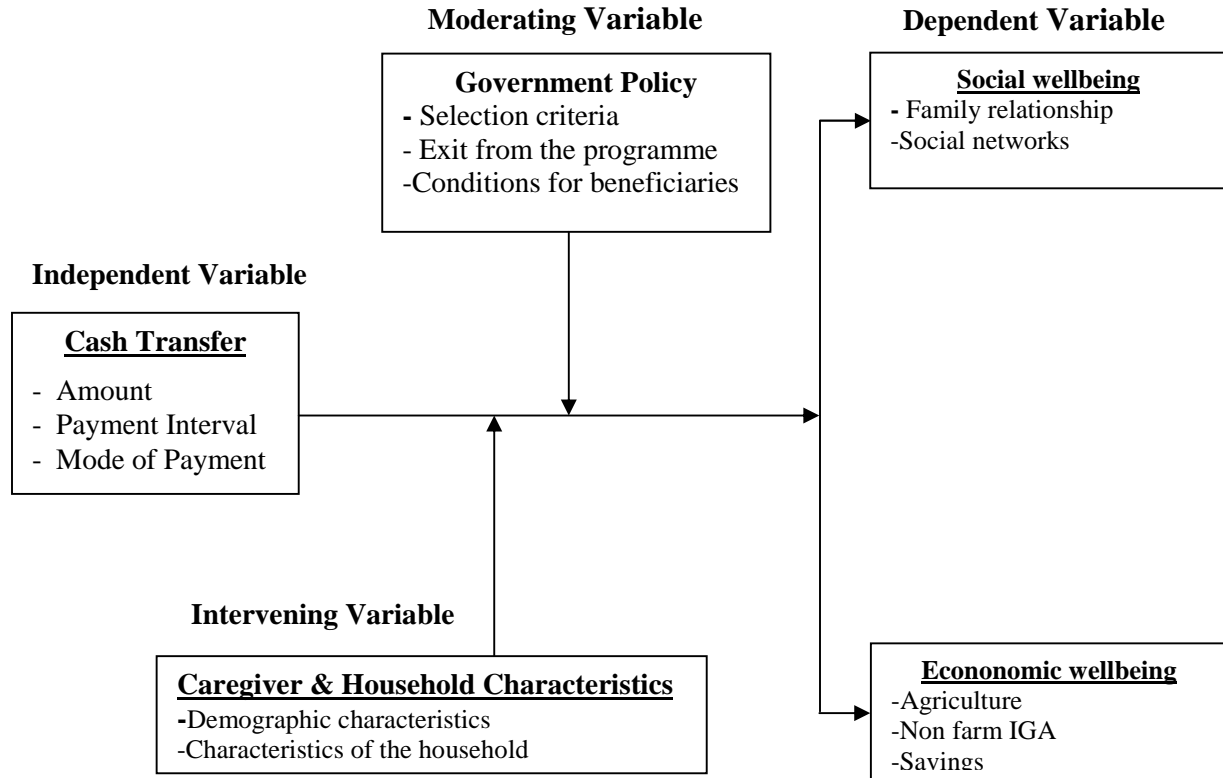 Moderating Variable
Government Policy
- Selection criteria
- Exit from the programme
-Conditions for beneficiaries
Dependent Variable
Social wellbeing
- Family relationship
-Social networks
Independent Variable
Cash Transfer
- Amount
- Payment Interval
- Mode of Payment
Intervening Variable
Caregiver & Household Characteristics
-Demographic characteristics
-Characteristics of the household
Econonomic wellbeing
-Agriculture
-Non farm IGA
-Savings